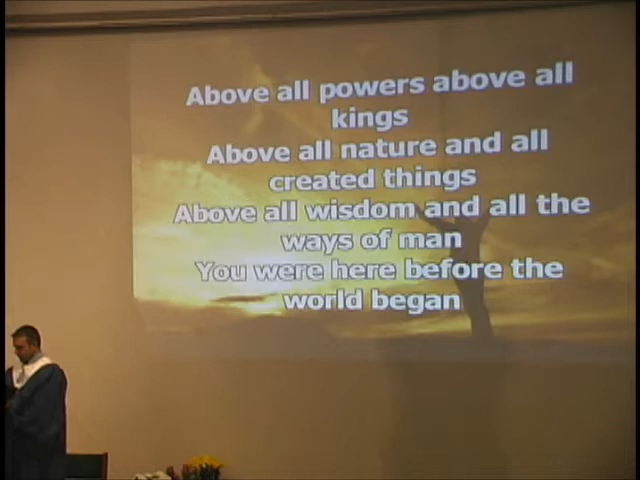 Above all powers above all
kings
Above all nature and all
created things
Above all wisdom and all the
ways of man
You were here before the
world began